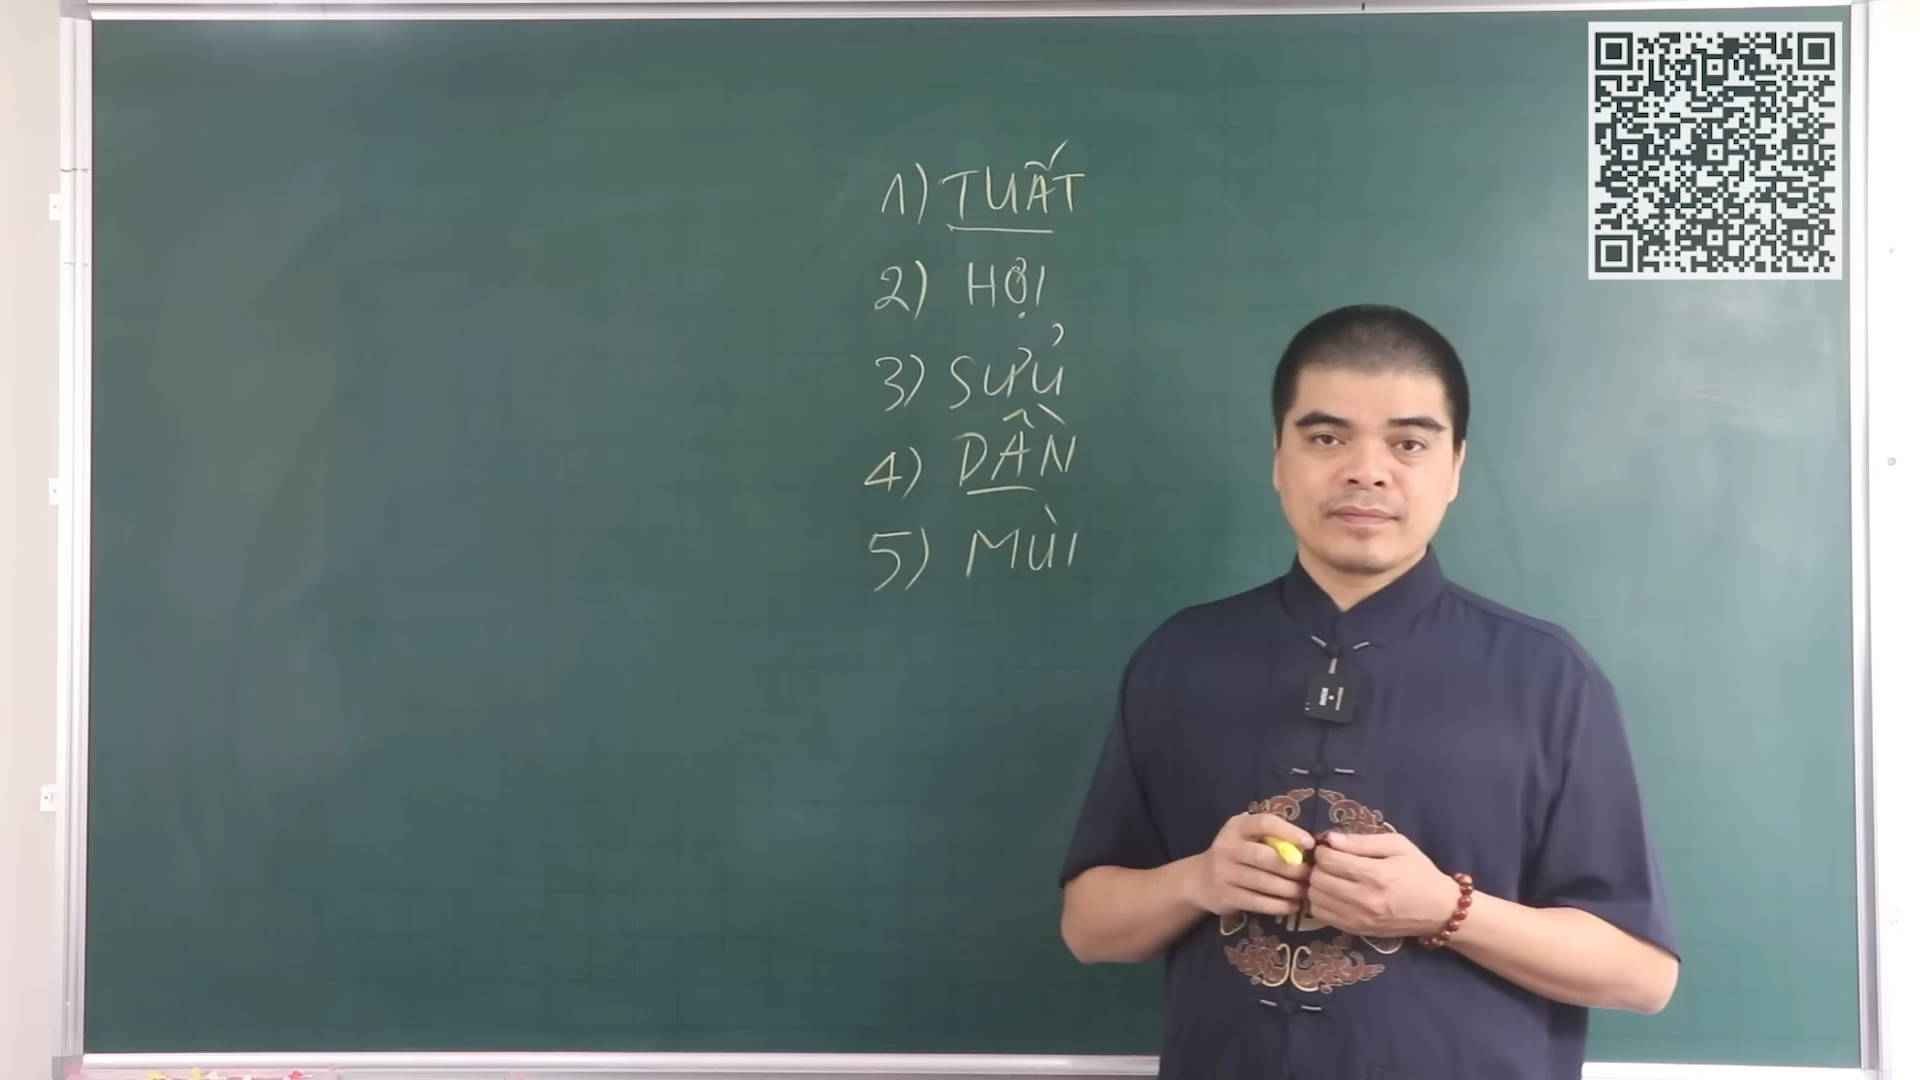 1) TUẤT
2) HỢI
3) SỬU
4) DẦN
5) MÙI